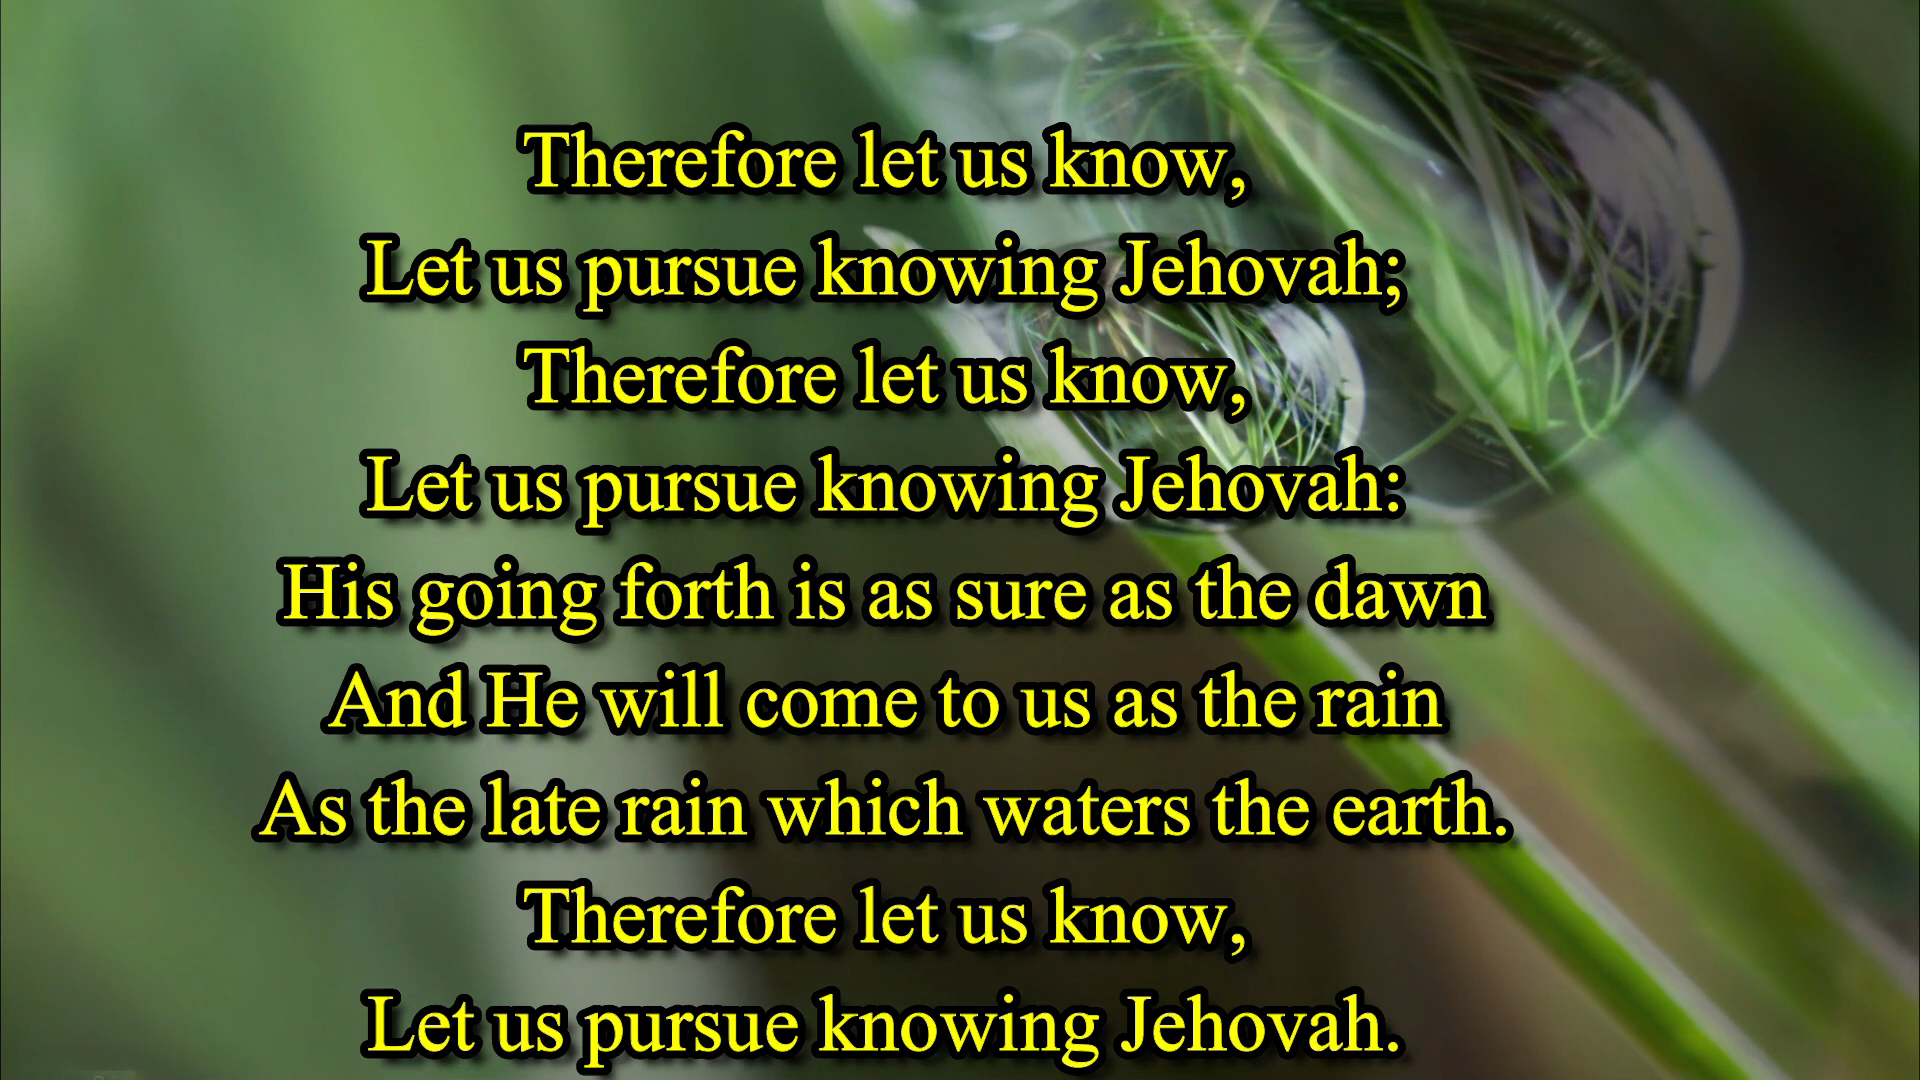 Therefore let us know,
Let us pursue knowing Jehovah;
Therefore let us know,
Let us pursue knowing Jehovah:
His going forth is as sure as the dawn
And He will come to us as the rain
As the late rain which waters the earth.
Therefore let us know,
Let us pursue knowing Jehovah.